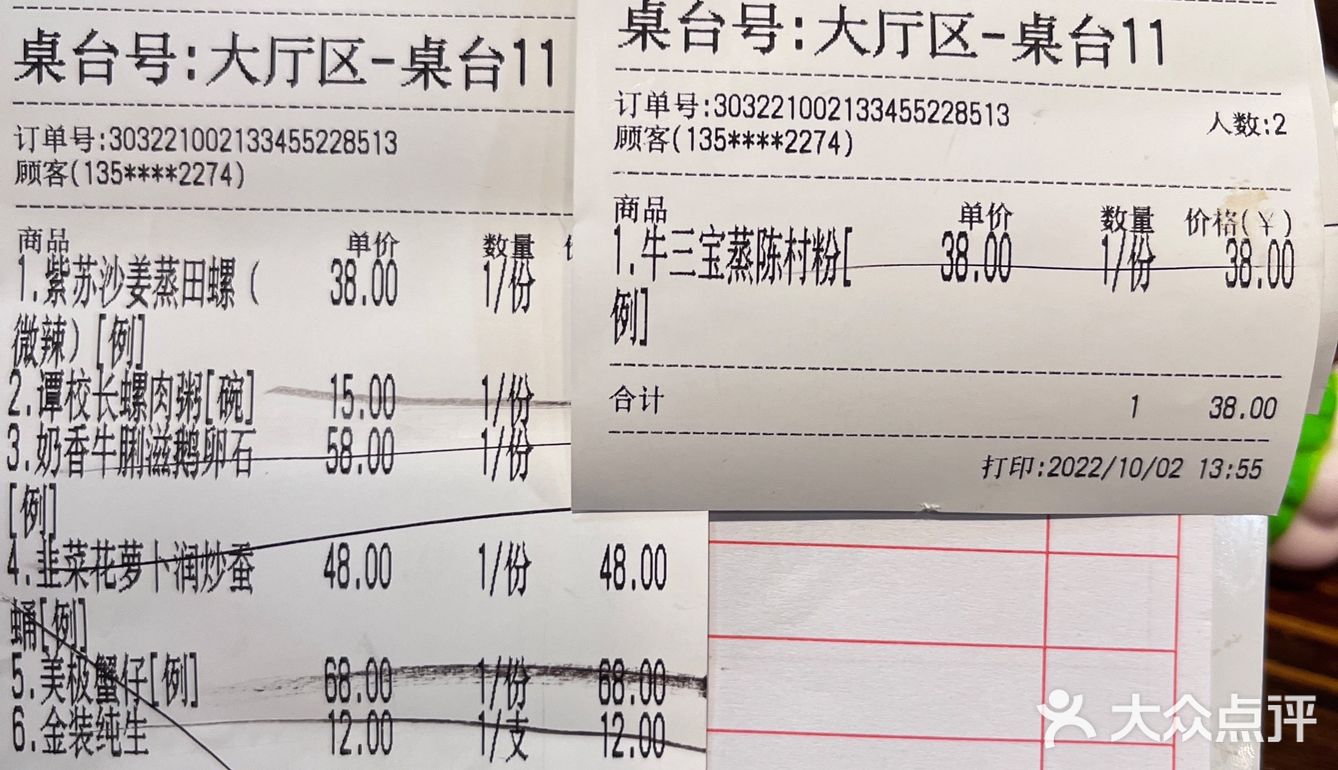 桌台号:大厅区-桌台11
订单号:303221002133455228513
顾客(135****2274)
商品 单价 数量
1.紫苏沙姜蒸田螺( 38.00 1/份
微辣)[例]
2.谭校长螺肉粥[碗] 15.00 1/份
3.奶香牛脷滋鹅卵石 58.00 1/份
[例]
4.韭菜花萝卜润炒蚕 48.00 1/份 48.00
蛹[例]
5.美极蟹仔[例] 68.00 1/份 68.00
6.金装纯生 12.00 1/支 12.00
桌台号:大厅区-桌台11
订单号:303221002133455228513 人数:2
顾客(135****2274)
商品 单价 数量 价格(¥)
1.牛三宝蒸陈村粉[ 38.00 1/份 38.00
例]
合计 1 38.00
打印:2022/10/02 13:55
大众点评